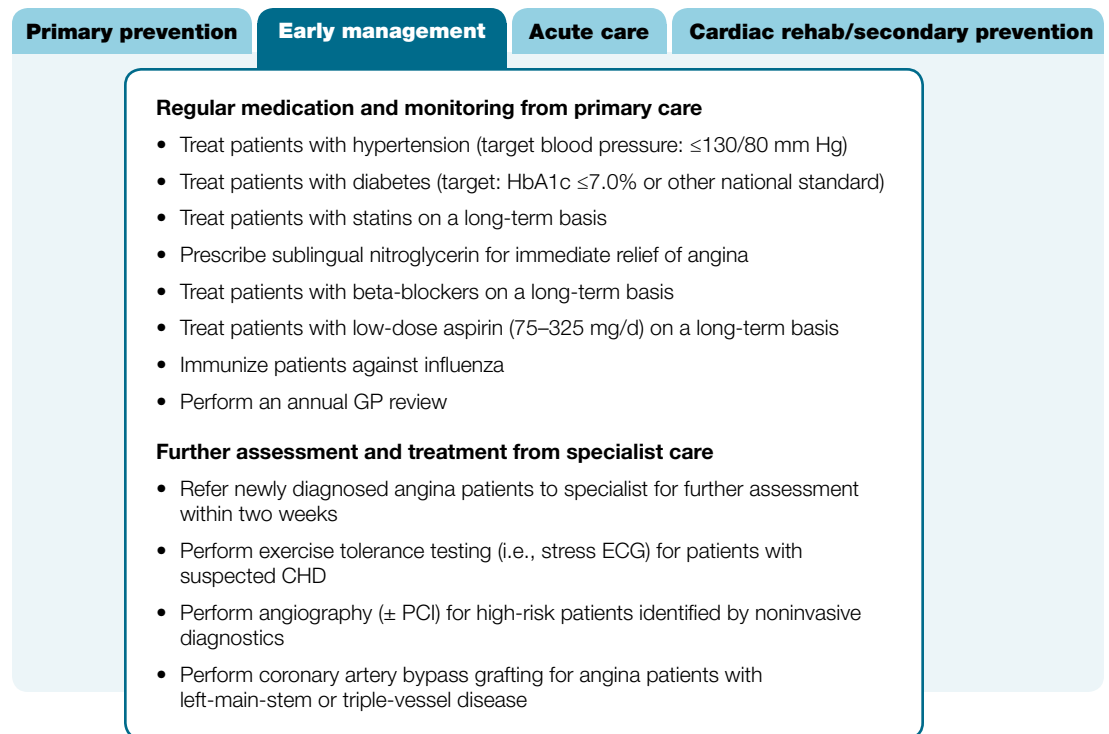 Primary prevention
Early management
Acute care
Cardiac rehab/secondary prevention
Regular medication and monitoring from primary care
• Treat patients with hypertension (target blood pressure: ≤130/80 mm Hg)
• Treat patients with diabetes (target: HbA1c ≤7.0% or other national standard)
• Treat patients with statins on a long-term basis
• Prescribe sublingual nitroglycerin for immediate relief of angina
• Treat patients with beta-blockers on a long-term basis
• Treat patients with low-dose aspirin (75–325 mg/d) on a long-term basis
• Immunize patients against influenza
• Perform an annual GP review
Further assessment and treatment from specialist care
• Refer newly diagnosed angina patients to specialist for further assessment
within two weeks
• Perform exercise tolerance testing (i.e., stress ECG) for patients with
suspected CHD
• Perform angiography (± PCI) for high-risk patients identified by noninvasive
diagnostics
• Perform coronary artery bypass grafting for angina patients with
left-main-stem or triple-vessel disease